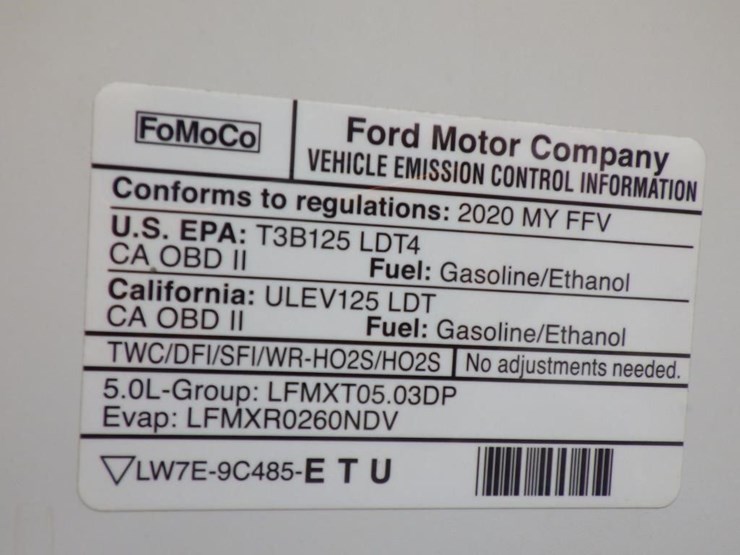 FoMoCo
Ford Motor Company
VEHICLE EMISSION CONTROL INFORMATION
Conforms to regulations: 2020 MY FFV
U.S. EPA: T3B125 LDT4
CA OBD II Fuel: Gasoline/Ethanol
California: ULEV125 LDT
CA OBD II Fuel: Gasoline/Ethanol
TWC/DFI/SFI/WR-HO2S/HO2S No adjustments needed.
5.0L-Group: LFMXT05.03DP
Evap: LFMXR0260NDV
▽LW7E-9C485-E T U